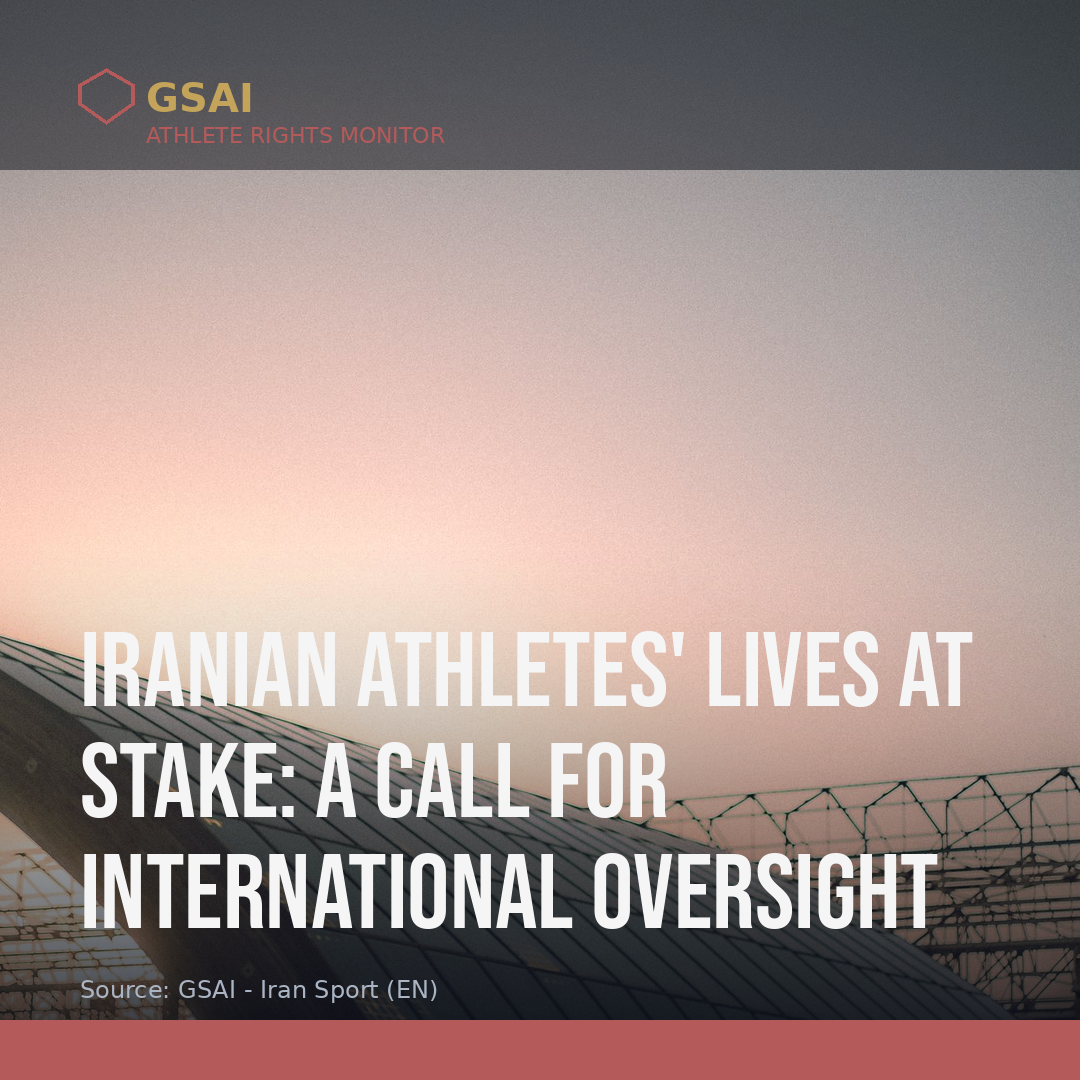 GSAI
ATHLETE RIGHTS MONITOR
IRANIAN ATHLETES' LIVES AT
STAKE: A CALL FOR
INTERNATIONAL OVERSIGHT
Source: GSAI - Iran Sport (EN)